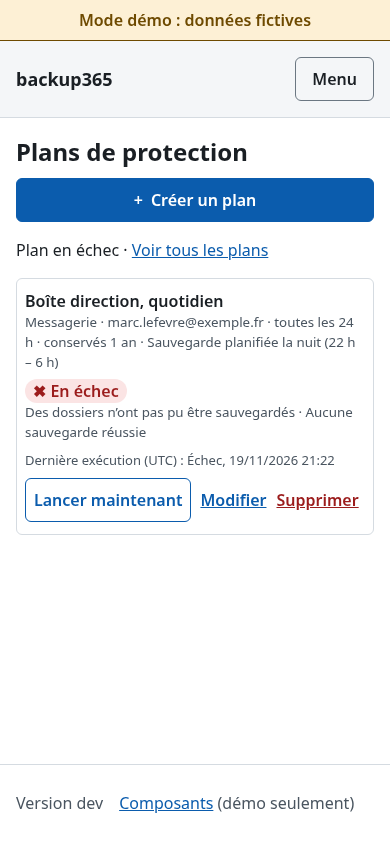 Mode démo : données fictives
backup365
Menu
Plans de protection
+ Créer un plan
Plan en échec · Voir tous les plans
Boîte direction, quotidien
Messagerie · marc.lefevre@exemple.fr · toutes les 24
h · conservés 1 an · Sauvegarde planifiée la nuit (22 h
– 6 h)
✖ En échec
Des dossiers n’ont pas pu être sauvegardés · Aucune
sauvegarde réussie
Dernière exécution (UTC) : Échec, 19/11/2026 21:22
Lancer maintenant Modifier Supprimer
Version dev Composants (démo seulement)